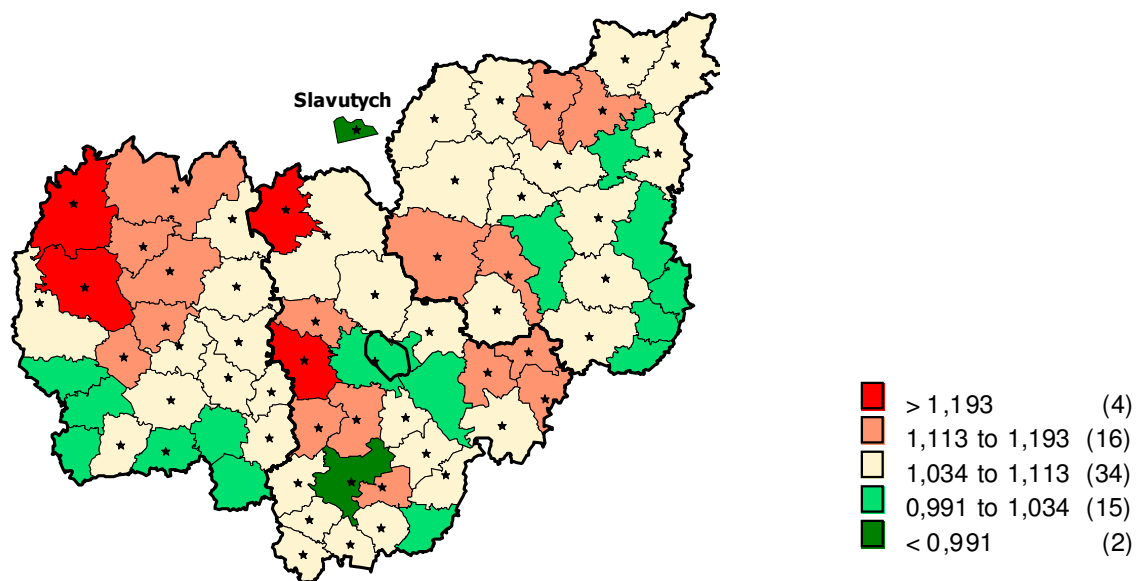 Slavutych
> 1,193 (4)
1,113 to 1,193 (16)
1,034 to 1,113 (34)
0,991 to 1,034 (15)
< 0,991 (2)